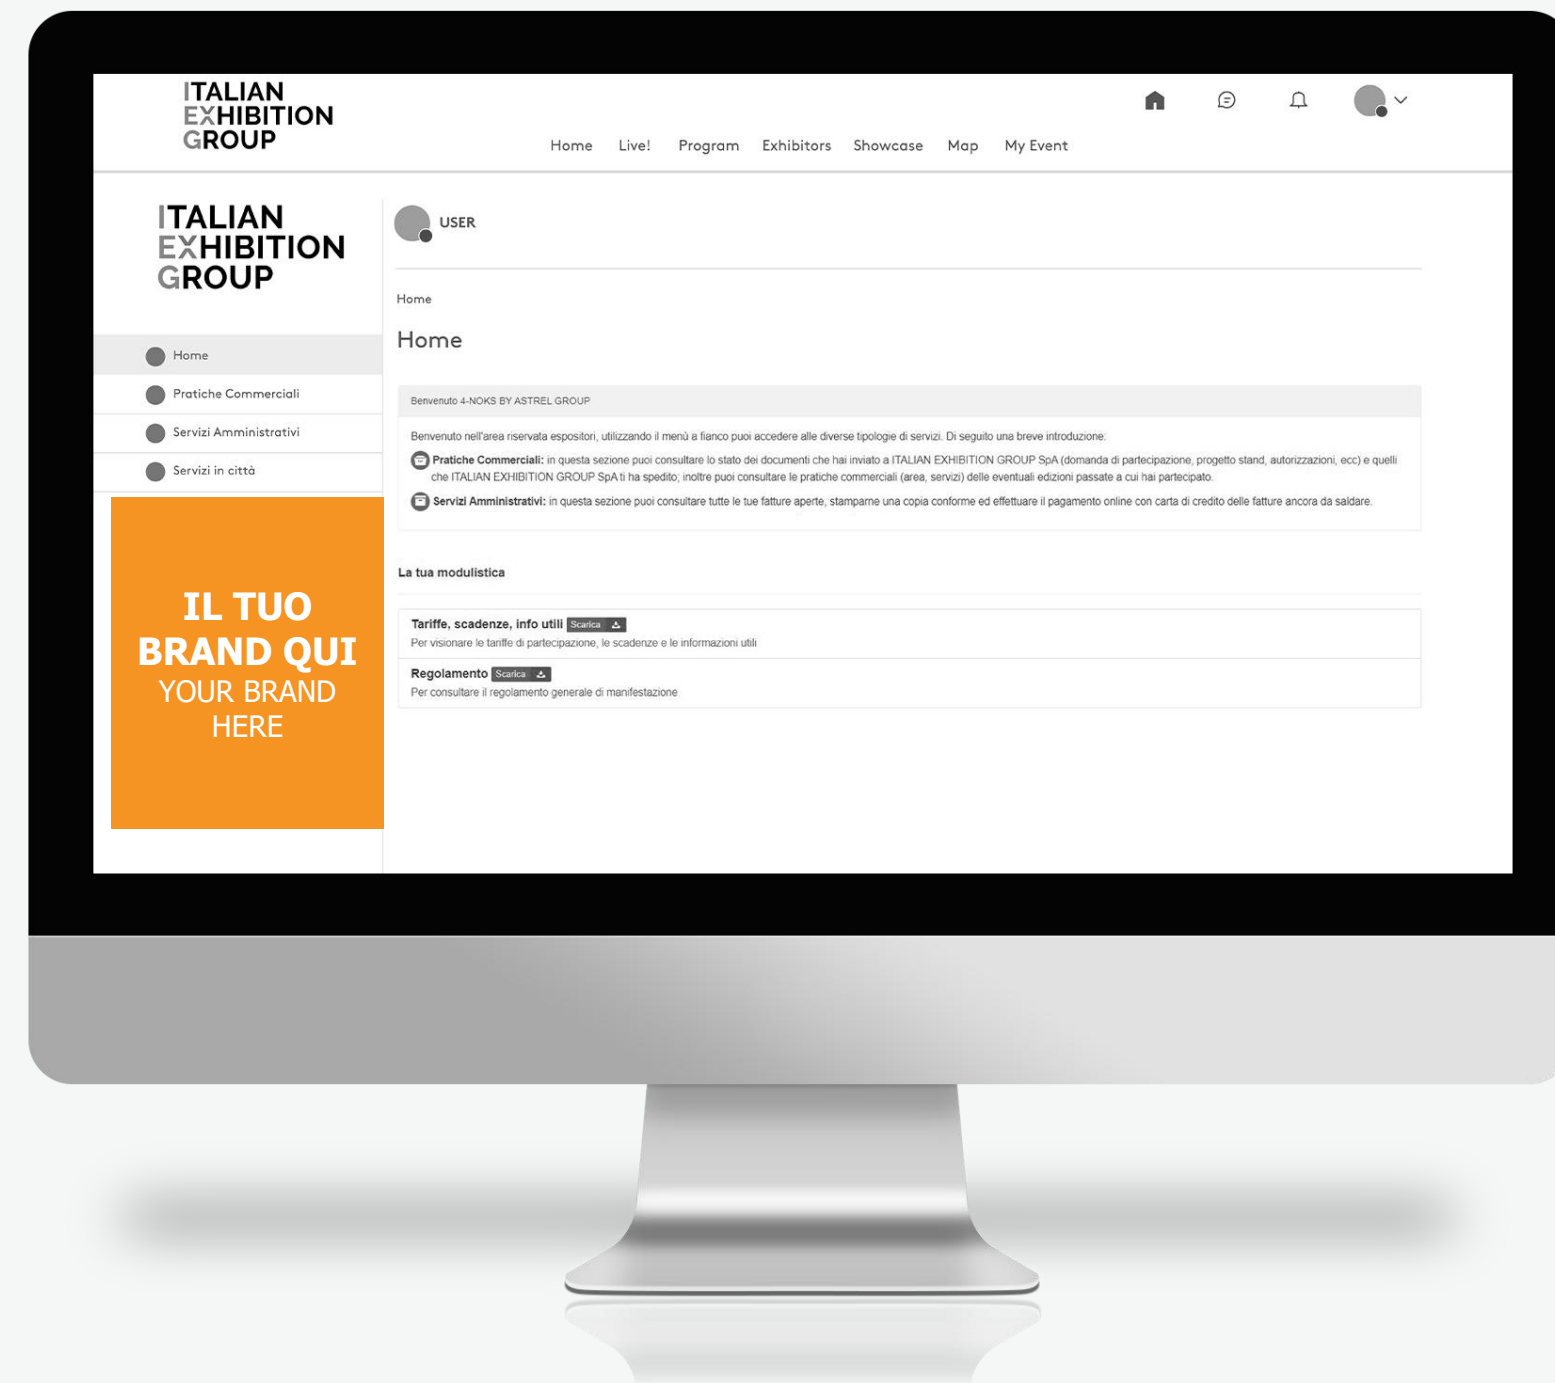 ITALIAN
EXHIBITION
GROUP
Home Live! Program Exhibitors Showcase Map My Event
ITALIAN
EXHIBITION
GROUP
USER
Home
Home
Home
Pratiche Commerciali
Servizi Amministrativi
Servizi in città
Benvenuto 4-NOKS BY ASTREL GROUP
Benvenuto nell'area riservata espositori, utilizzando il menù a fianco puoi accedere alle diverse tipologie di servizi. Di seguito una breve introduzione:
Pratiche Commerciali: in questa sezione puoi consultare lo stato dei documenti che hai inviato a ITALIAN EXHIBITION GROUP SpA (domanda di partecipazione, progetto stand, autorizzazioni, ecc) e quelli
che ITALIAN EXHIBITION GROUP SpA ti ha spedito; inoltre puoi consultare le pratiche commerciali (area, servizi) delle eventuali edizioni passate a cui hai partecipato.
Servizi Amministrativi: in questa sezione puoi consultare tutte le tue fatture aperte, stamparne una copia conforme ed effettuare il pagamento online con carta di credito delle fatture ancora da saldare.
La tua modulistica
Tariffe, scadenze, info utili Scarica
Per visionare le tariffe di partecipazione, le scadenze e le informazioni utili
Regolamento Scarica
Per consultare il regolamento generale di manifestazione
IL TUO
BRAND QUI
YOUR BRAND
HERE